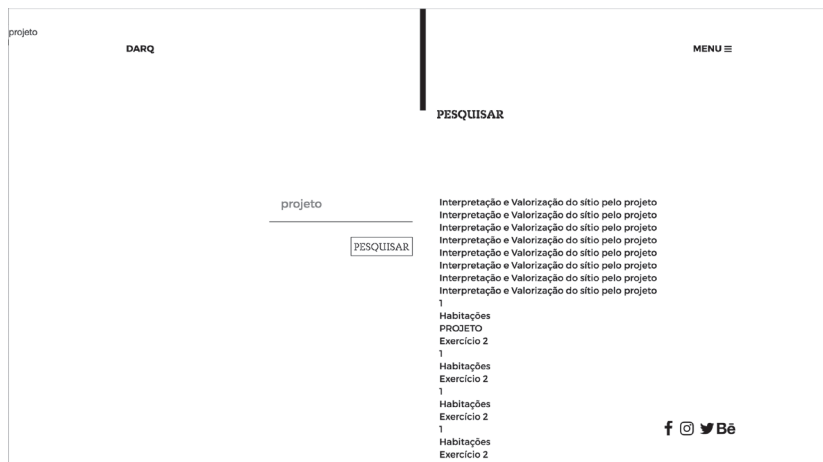 projeto
DARQ
MENU
PESQUISAR
projeto
PESQUISAR
Interpretação e Valorização do sítio pelo projeto
Interpretação e Valorização do sítio pelo projeto
Interpretação e Valorização do sítio pelo projeto
Interpretação e Valorização do sítio pelo projeto
Interpretação e Valorização do sítio pelo projeto
Interpretação e Valorização do sítio pelo projeto
Interpretação e Valorização do sítio pelo projeto
Interpretação e Valorização do sítio pelo projeto
1
Habitações
PROJETO
Exercício 2
1
Habitações
Exercício 2
1
Habitações
Exercício 2
1
Habitações
Exercício 2